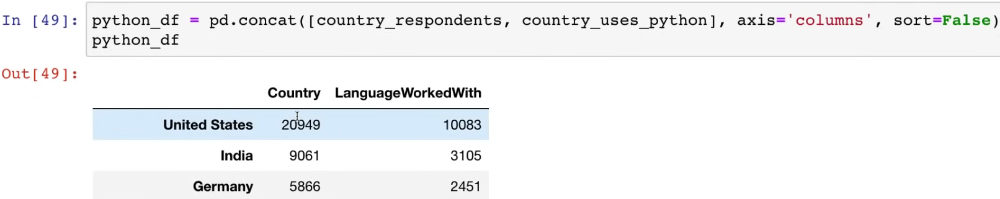 In [49]: python_df = pd.concat([country_respondents, country_uses_python], axis='columns', sort=False)
python_df
Out[49]:
Country LanguageWorkedWith
United States 20949 10083
India 9061 3105
Germany 5866 2451